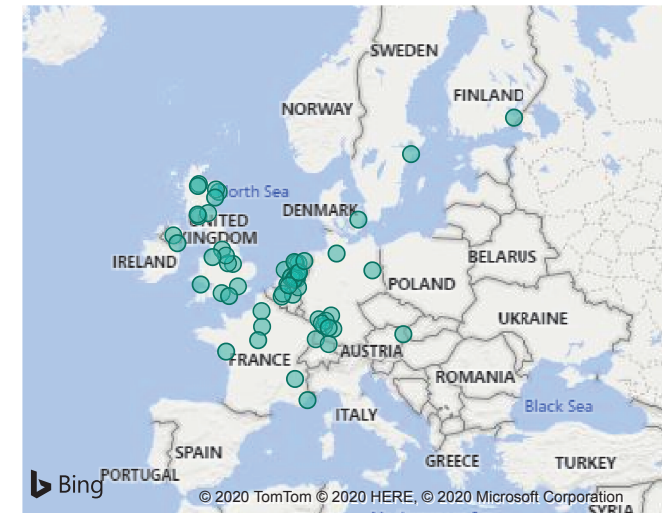 SWEDEN
FINLAND
NORWAY
North Sea
DENMARK
UNITED
KINGDOM
IRELAND
BELARUS
POLAND
UKRAINE
AUSTRIA
FRANCE
ROMANIA
Black Sea
ITALY
SPAIN
GREECE
TURKEY
PORTUGAL
Bing
© 2020 TomTom © 2020 HERE, © 2020 Microsoft Corporation
SYRIA